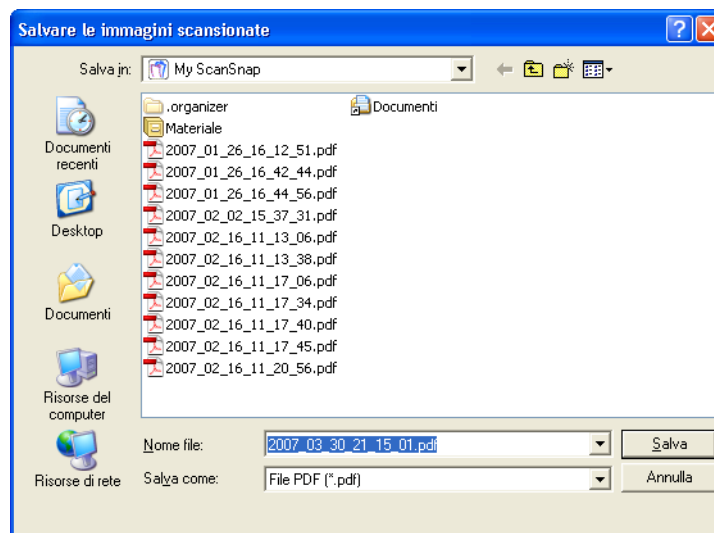 Salvare le immagini scansionate
Salva in: My ScanSnap
.organizer
Documenti
Materiale
2007_01_26_16_12_51.pdf
2007_01_26_16_42_44.pdf
2007_01_26_16_44_56.pdf
2007_02_02_15_37_31.pdf
2007_02_16_11_13_06.pdf
2007_02_16_11_13_38.pdf
2007_02_16_11_17_06.pdf
2007_02_16_11_17_34.pdf
2007_02_16_11_17_40.pdf
2007_02_16_11_17_45.pdf
2007_02_16_11_20_56.pdf
Documenti
recenti
Desktop
Documenti
Risorse del
computer
Risorse di rete
Nome file: 2007_03_30_21_15_01.pdf
Salva
Salva come: File PDF (*.pdf)
Annulla